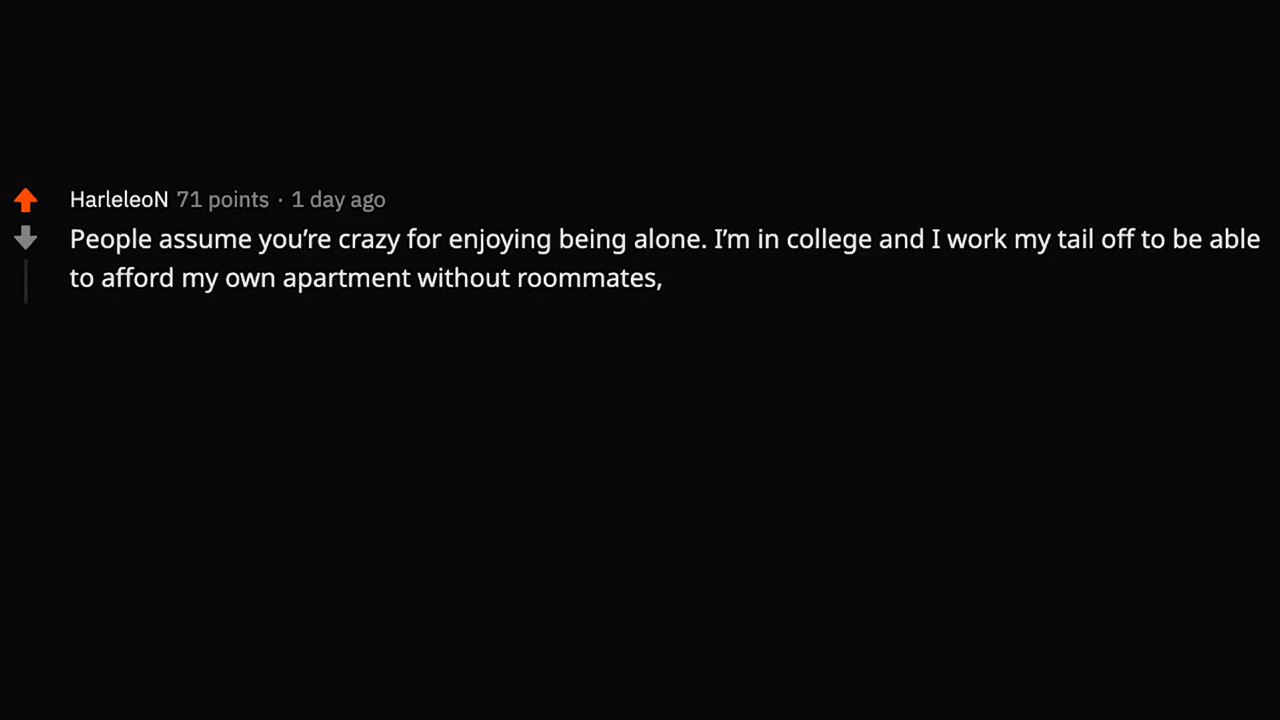 HarleleoN 71 points · 1 day ago
People assume you’re crazy for enjoying being alone. I’m in college and I work my tail off to be able
to afford my own apartment without roommates,